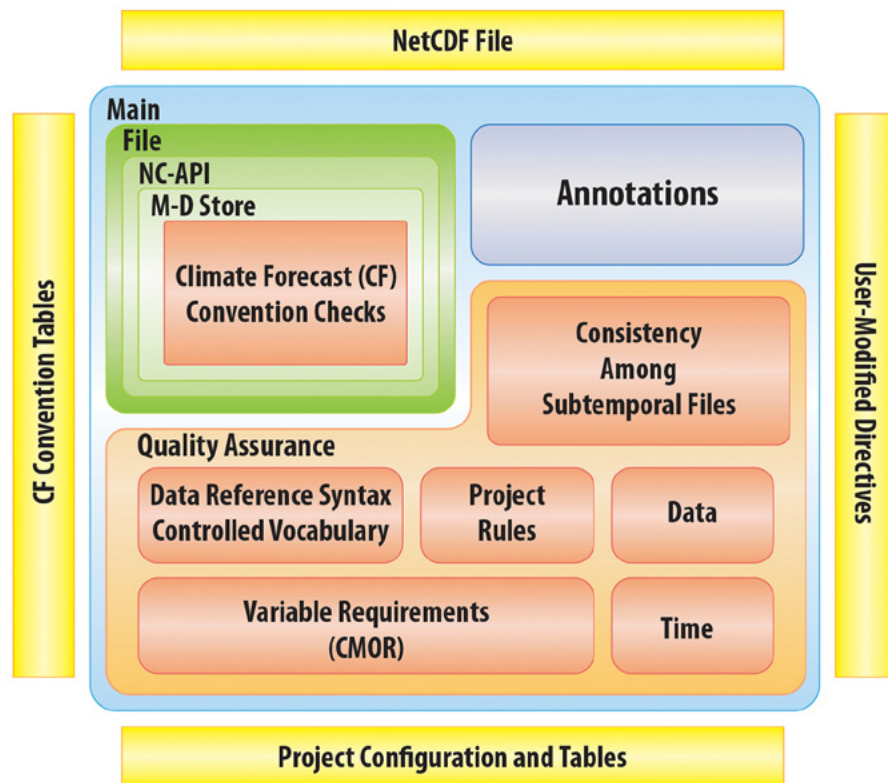 NetCDF File
CF Convention Tables
User-Modified Directives
Main
File
NC-API
M-D Store
Climate Forecast (CF)
Convention Checks
Annotations
Consistency
Among
Subtemporal Files
Quality Assurance
Data Reference Syntax
Controlled Vocabulary
Project
Rules
Data
Variable Requirements
(CMOR)
Time
Project Configuration and Tables